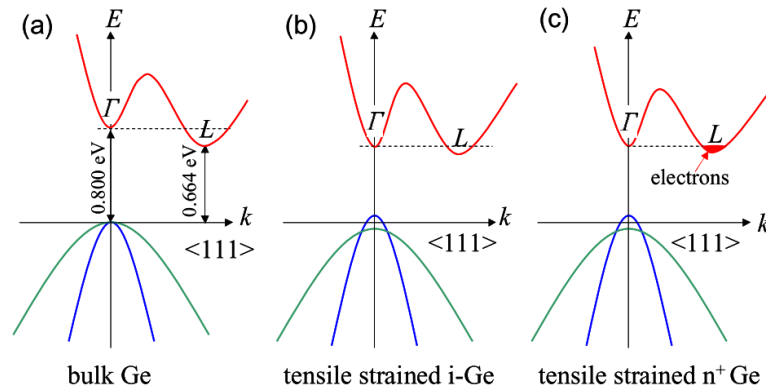 (a)
E
Γ
L
0.800 eV
0.664 eV
k
<111>
bulk Ge
(b)
E
Γ
L
k
<111>
tensile strained i-Ge
(c)
E
Γ
L
electrons
k
<111>
tensile strained n⁺ Ge